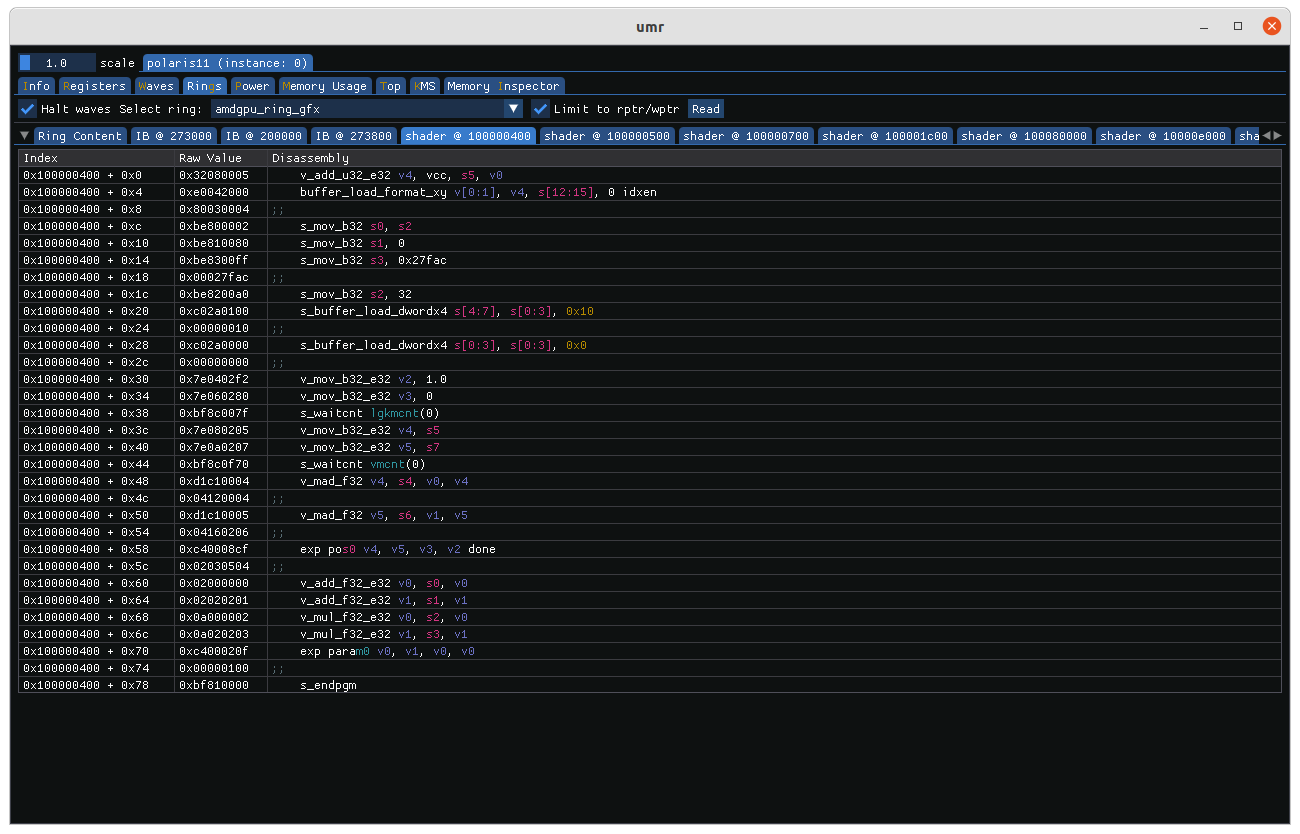 umr
1.0 scale polaris11 (instance: 0)
Info Registers Waves Rings Power Memory Usage Top KMS Memory Inspector
Halt waves Select ring: amdgpu_ring_gfx Limit to rptr/wptr Read
Ring Content IB @ 273000 IB @ 200000 IB @ 273800 shader @ 100000400 shader @ 100000500 shader @ 100000700 shader @ 100001c00 shader @ 100080000 shader @ 10000e000 sha
Index Raw Value Disassembly
0x100000400 + 0x0 0x32080005 v_add_u32_e32 v4, vcc, s5, v0
0x100000400 + 0x4 0xe0042000 buffer_load_format_xy v[0:1], v4, s[12:15], 0 idxen
0x100000400 + 0x8 0x80030004 ;;
0x100000400 + 0xc 0xbe800002 s_mov_b32 s0, s2
0x100000400 + 0x10 0xbe810080 s_mov_b32 s1, 0
0x100000400 + 0x14 0xbe8300ff s_mov_b32 s3, 0x27fac
0x100000400 + 0x18 0x00027fac ;;
0x100000400 + 0x1c 0xbe8200a0 s_mov_b32 s2, 32
0x100000400 + 0x20 0xc02a0100 s_buffer_load_dwordx4 s[4:7], s[0:3], 0x10
0x100000400 + 0x24 0x00000010 ;;
0x100000400 + 0x28 0xc02a0000 s_buffer_load_dwordx4 s[0:3], s[0:3], 0x0
0x100000400 + 0x2c 0x00000000 ;;
0x100000400 + 0x30 0x7e0402f2 v_mov_b32_e32 v2, 1.0
0x100000400 + 0x34 0x7e060280 v_mov_b32_e32 v3, 0
0x100000400 + 0x38 0xbf8c007f s_waitcnt lgkmcnt(0)
0x100000400 + 0x3c 0x7e080205 v_mov_b32_e32 v4, s5
0x100000400 + 0x40 0x7e0a0207 v_mov_b32_e32 v5, s7
0x100000400 + 0x44 0xbf8c0f70 s_waitcnt vmcnt(0)
0x100000400 + 0x48 0xd1c10004 v_mad_f32 v4, s4, v0, v4
0x100000400 + 0x4c 0x04120004 ;;
0x100000400 + 0x50 0xd1c10005 v_mad_f32 v5, s6, v1, v5
0x100000400 + 0x54 0x04160206 ;;
0x100000400 + 0x58 0xc40008cf exp pos0 v4, v5, v3, v2 done
0x100000400 + 0x5c 0x02030504 ;;
0x100000400 + 0x60 0x02000000 v_add_f32_e32 v0, s0, v0
0x100000400 + 0x64 0x02020201 v_add_f32_e32 v1, s1, v1
0x100000400 + 0x68 0x0a000002 v_mul_f32_e32 v0, s2, v0
0x100000400 + 0x6c 0x0a020203 v_mul_f32_e32 v1, s3, v1
0x100000400 + 0x70 0xc400020f exp param0 v0, v1, v0, v0
0x100000400 + 0x74 0x00000100 ;;
0x100000400 + 0x78 0xbf810000 s_endpgm